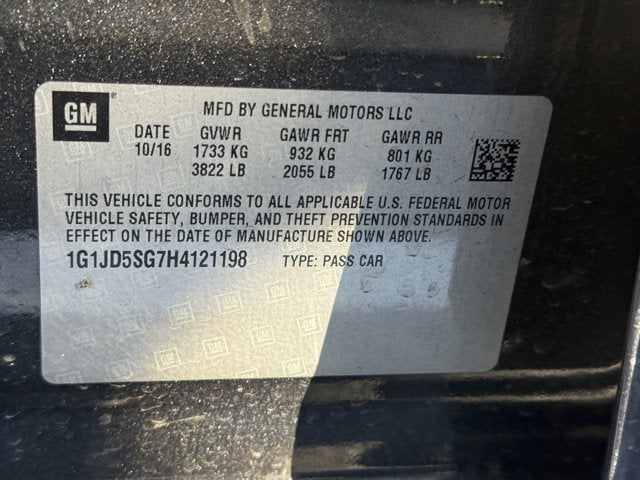 GM
MFD BY GENERAL MOTORS LLC
DATE GVWR GAWR FRT GAWR RR
10/16 1733 KG 932 KG 801 KG
3822 LB 2055 LB 1767 LB
THIS VEHICLE CONFORMS TO ALL APPLICABLE U.S. FEDERAL MOTOR
VEHICLE SAFETY, BUMPER, AND THEFT PREVENTION STANDARDS IN
EFFECT ON THE DATE OF MANUFACTURE SHOWN ABOVE.
1G1JD5SG7H4121198 TYPE: PASS CAR